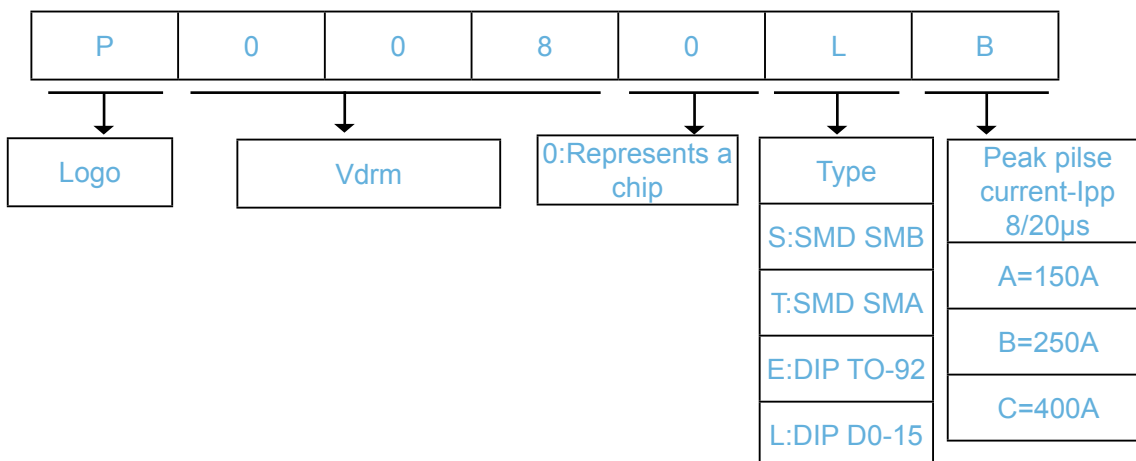 P 0 0 8 0 L B
Logo
Vdrm
0:Represents a
chip
Type
S:SMD SMB
T:SMD SMA
E:DIP TO-92
L:DIP D0-15
Peak pilse
current-Ipp
8/20µs
A=150A
B=250A
C=400A